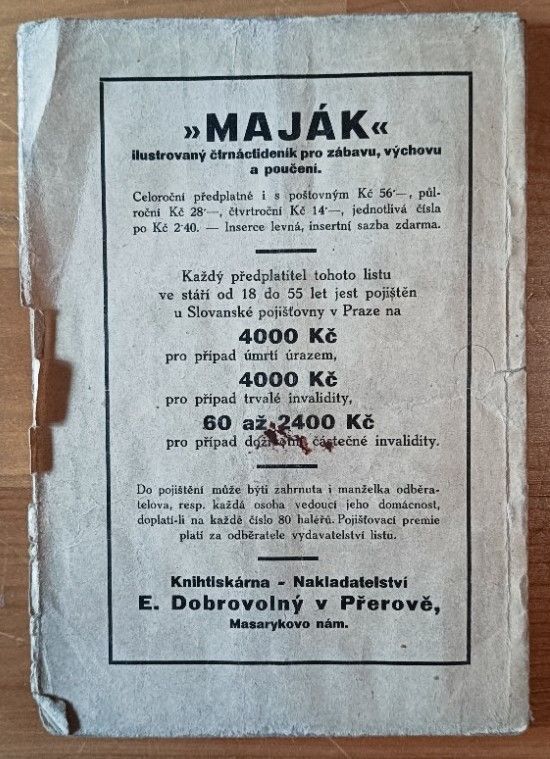 »MAJÁK«
ilustrovaný čtrnáctideník pro zábavu, výchovu
a poučení.
Celoroční předplatné i s poštovným Kč 56·—, půl-
roční Kč 28·—, čtvrtroční Kč 14·—, jednotlivá čísla
po Kč 2·40. — Inserce levná, insertní sazba zdarma.
Každý předplatitel tohoto listu
ve stáří od 18 do 55 let jest pojištěn
u Slovanské pojišťovny v Praze na
4000 Kč
pro případ úmrtí úrazem,
4000 Kč
pro případ trvalé invalidity,
60 až 2400 Kč
pro případ částečné invalidity.
Do pojištění může býti zahrnuta i manželka odběra-
telova, resp. každá osoba vedoucí jeho domácnost,
doplatí-li na každé číslo 80 haléřů. Pojišťovací premie
platí za odběratele vydavatelství listu.
Knihtiskárna - Nakladatelství
E. Dobrovolný v Přerově,
Masarykovo nám.